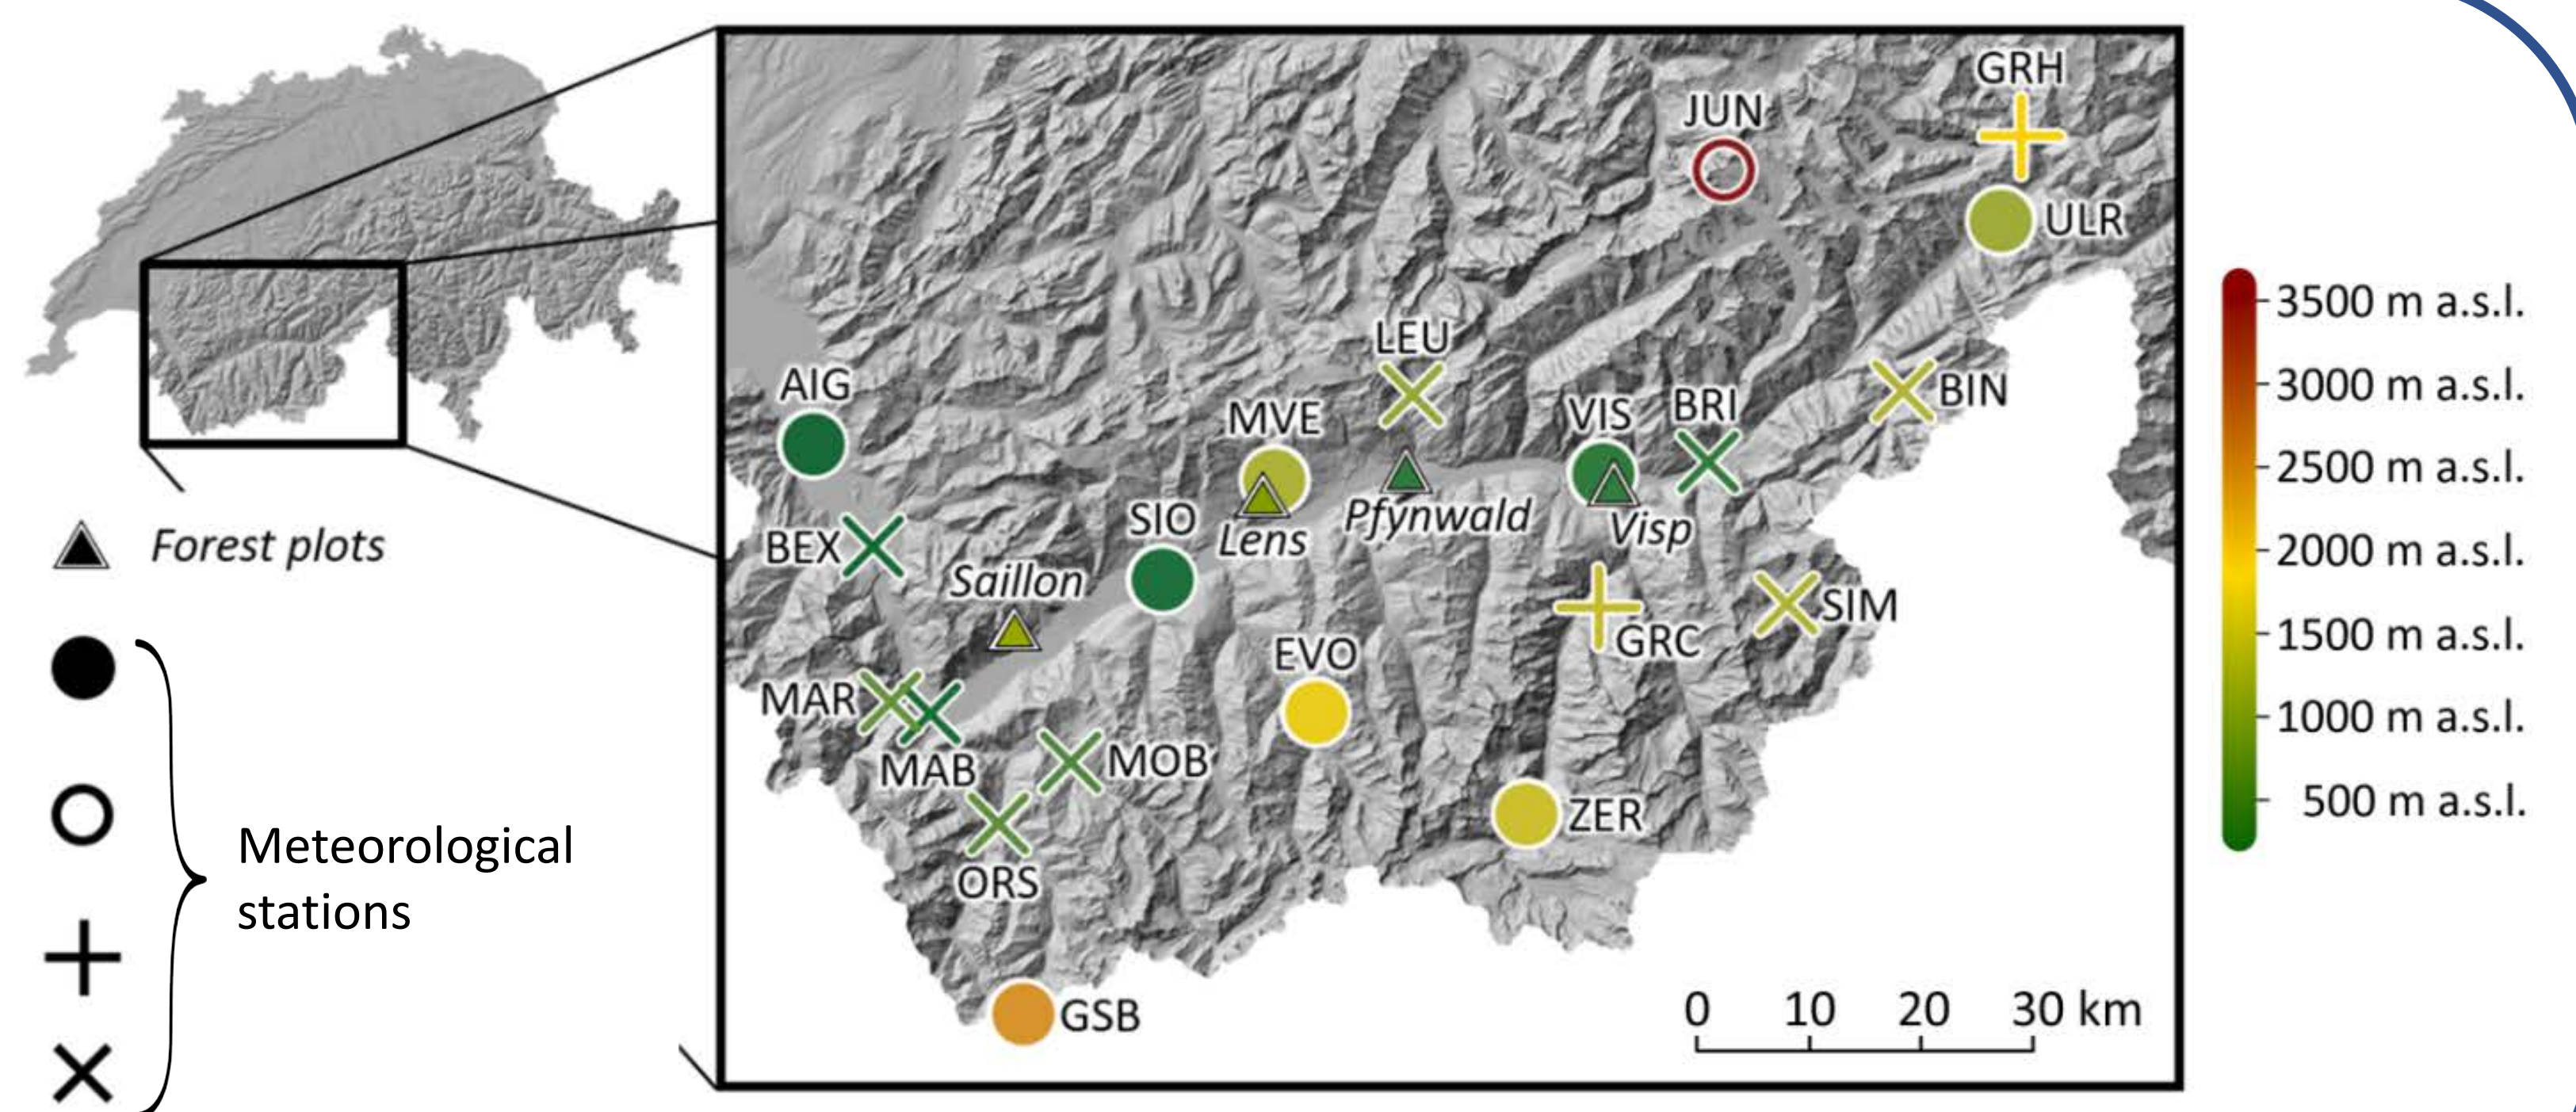 GRH
JUN
ULR
3500 m a.s.l.
3000 m a.s.l.
2500 m a.s.l.
2000 m a.s.l.
1500 m a.s.l.
1000 m a.s.l.
500 m a.s.l.
LEU
AIG
MVE
VIS
BRI
BIN
Lens
Pfynwald
Visp
SIO
BEX
Saillon
SIM
GRC
EVO
MAR
MAB
MOB
ZER
ORS
GSB
0 10 20 30 km
Forest plots
Meteorological
stations